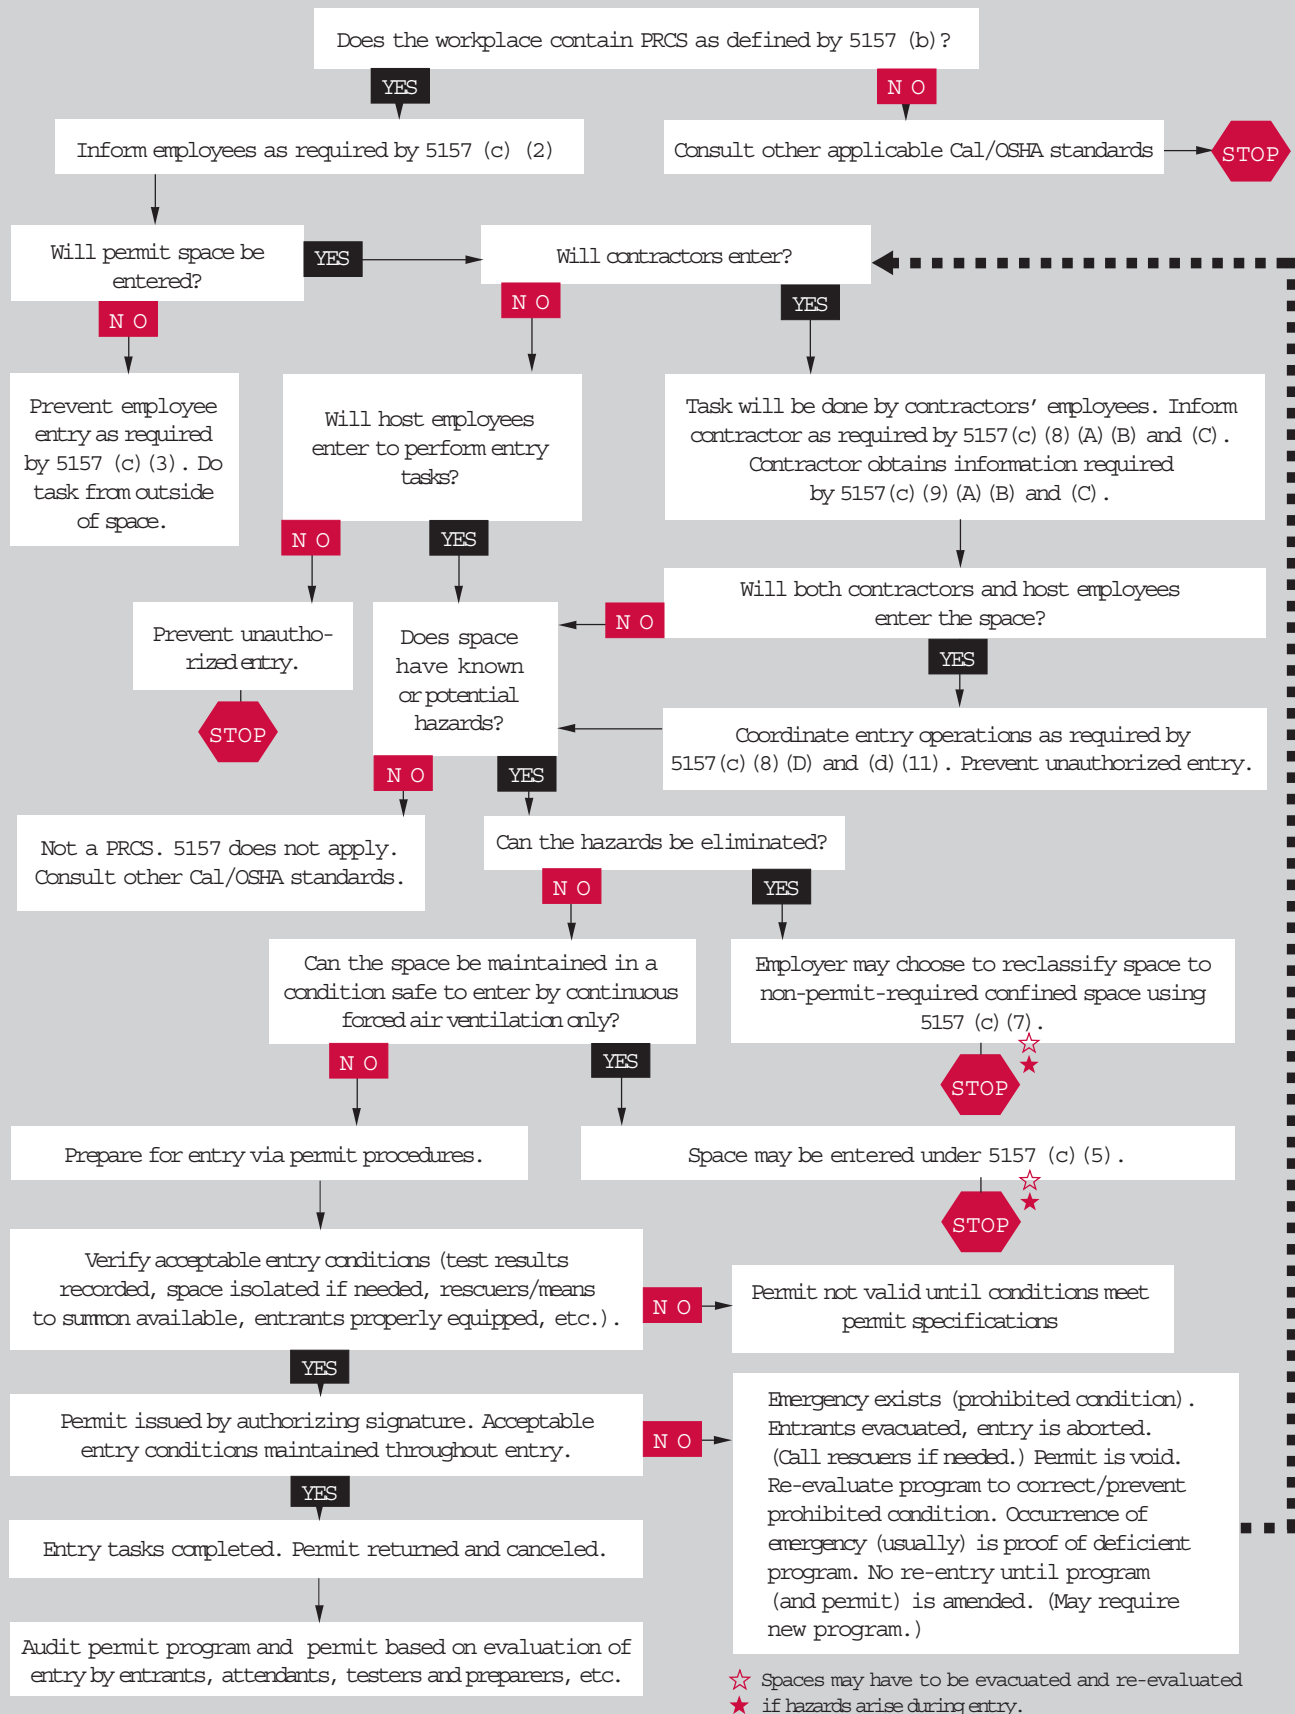 Does the workplace contain PRCS as defined by 5157 (b)?
YES
NO
Inform employees as required by 5157 (c) (2)
Consult other applicable Cal/OSHA standards
STOP
Will permit space be
entered?
YES
Will contractors enter?
NO
NO
YES
Prevent employee
entry as required
by 5157 (c)(3). Do
task from outside
of space.
Will host employees
enter to perform entry
tasks?
Task will be done by contractors' employees. Inform
contractor as required by 5157(c)(8)(A)(B) and (C).
Contractor obtains information required
by 5157(c)(9)(A)(B) and (C).
NO
YES
Prevent unautho-
rized entry.
STOP
Does space
have known
or potential
hazards?
NO
Will both contractors and host employees
enter the space?
YES
Coordinate entry operations as required by
5157(c)(8)(D) and (d)(11). Prevent unauthorized entry.
NO
YES
Not a PRCS. 5157 does not apply.
Consult other Cal/OSHA standards.
Can the hazards be eliminated?
NO
YES
Can the space be maintained in a
condition safe to enter by continuous
forced air ventilation only?
Employer may choose to reclassify space to
non-permit-required confined space using
5157 (c)(7).
☆
★
STOP
NO
YES
Prepare for entry via permit procedures.
Space may be entered under 5157 (c)(5).
☆
★
STOP
Verify acceptable entry conditions (test results
recorded, space isolated if needed, rescuers/means
to summon available, entrants properly equipped, etc.).
NO
Permit not valid until conditions meet
permit specifications
YES
Permit issued by authorizing signature. Acceptable
entry conditions maintained throughout entry.
NO
Emergency exists (prohibited condition).
Entrants evacuated, entry is aborted.
(Call rescuers if needed.) Permit is void.
Re-evaluate program to correct/prevent
prohibited condition. Occurrence of
emergency (usually) is proof of deficient
program. No re-entry until program
(and permit) is amended. (May require
new program.)
YES
Entry tasks completed. Permit returned and canceled.
Audit permit program and permit based on evaluation of
entry by entrants, attendants, testers and preparers, etc.
☆ Spaces may have to be evacuated and re-evaluated
★ if hazards arise during entry.